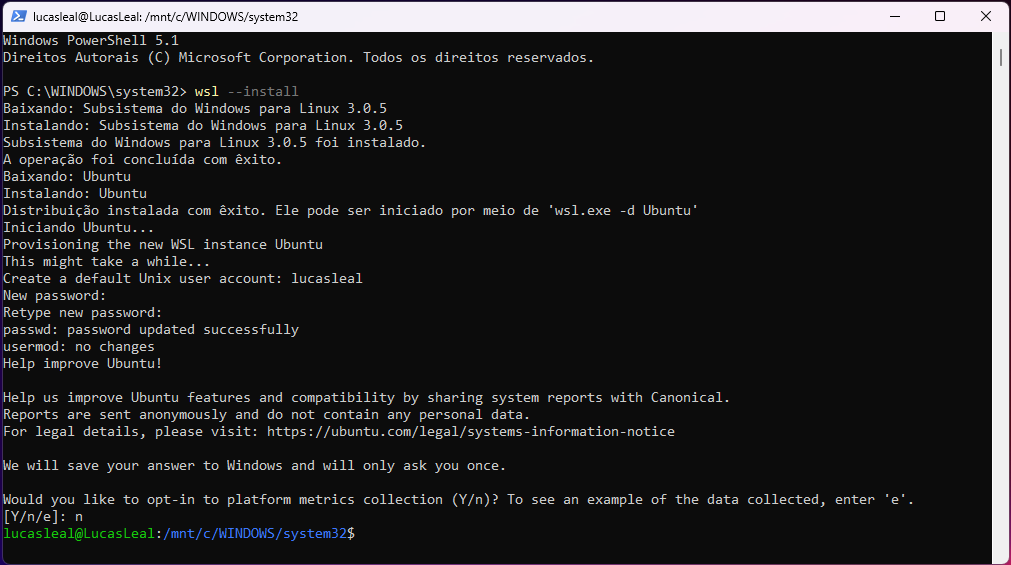 lucasleal@LucasLeal: /mnt/c/WINDOWS/system32
Windows PowerShell 5.1
Direitos Autorais (C) Microsoft Corporation. Todos os direitos reservados.
PS C:\WINDOWS\system32> wsl --install
Baixando: Subsistema do Windows para Linux 3.0.5
Instalando: Subsistema do Windows para Linux 3.0.5
Subsistema do Windows para Linux 3.0.5 foi instalado.
A operação foi concluída com êxito.
Baixando: Ubuntu
Instalando: Ubuntu
Distribuição instalada com êxito. Ele pode ser iniciado por meio de 'wsl.exe -d Ubuntu'
Iniciando Ubuntu...
Provisioning the new WSL instance Ubuntu
This might take a while...
Create a default Unix user account: lucasleal
New password:
Retype new password:
passwd: password updated successfully
usermod: no changes
Help improve Ubuntu!
Help us improve Ubuntu features and compatibility by sharing system reports with Canonical.
Reports are sent anonymously and do not contain any personal data.
For legal details, please visit: https://ubuntu.com/legal/systems-information-notice
We will save your answer to Windows and will only ask you once.
Would you like to opt-in to platform metrics collection (Y/n)? To see an example of the data collected, enter 'e'.
[Y/n/e]: n
lucasleal@LucasLeal:/mnt/c/WINDOWS/system32$